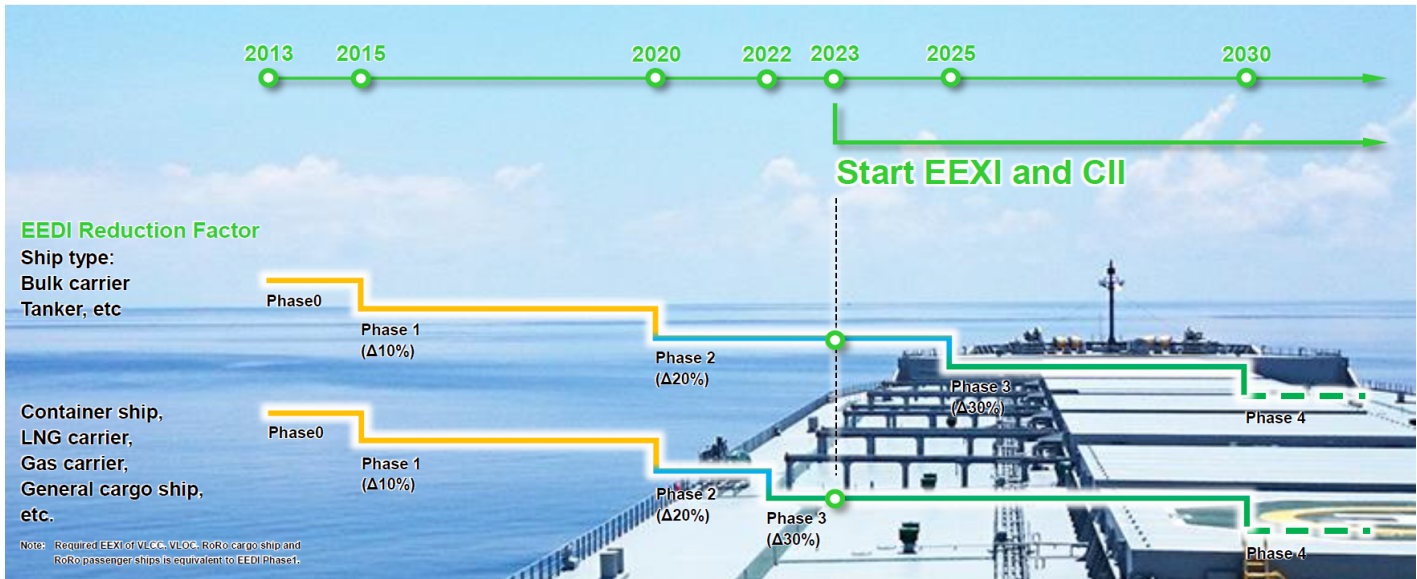 2013 2015 2020 2022 2023 2025 2030
Start EEXI and CII
EEDI Reduction Factor
Ship type:
Bulk carrier
Tanker, etc
Phase0
Phase 1
(Δ10%)
Phase 2
(Δ20%)
Phase 3
(Δ30%)
Phase 4
Container ship,
LNG carrier,
Gas carrier,
General cargo ship,
etc.
Phase0
Phase 1
(Δ10%)
Phase 2
(Δ20%)
Phase 3
(Δ30%)
Phase 4
Note: Required EEXI of VLCC, VLOC, RoRo cargo ship and
RoRo passenger ships is equivalent to EEDI Phase1.